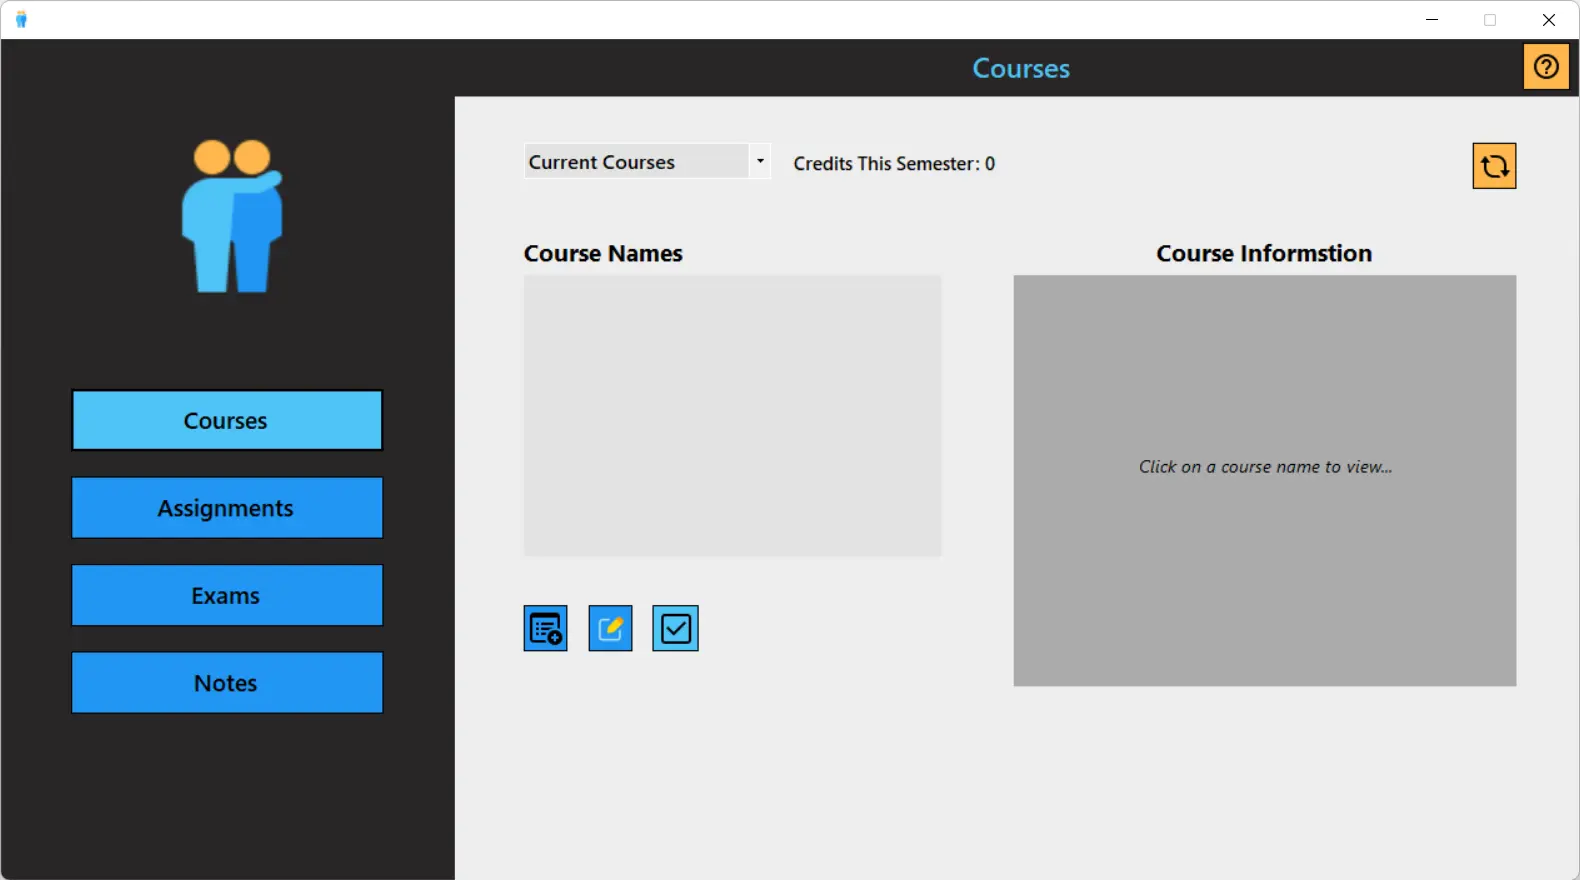 Courses
Current Courses
Credits This Semester: 0
Course Names
Course Informstion
Click on a course name to view...
Courses
Assignments
Exams
Notes